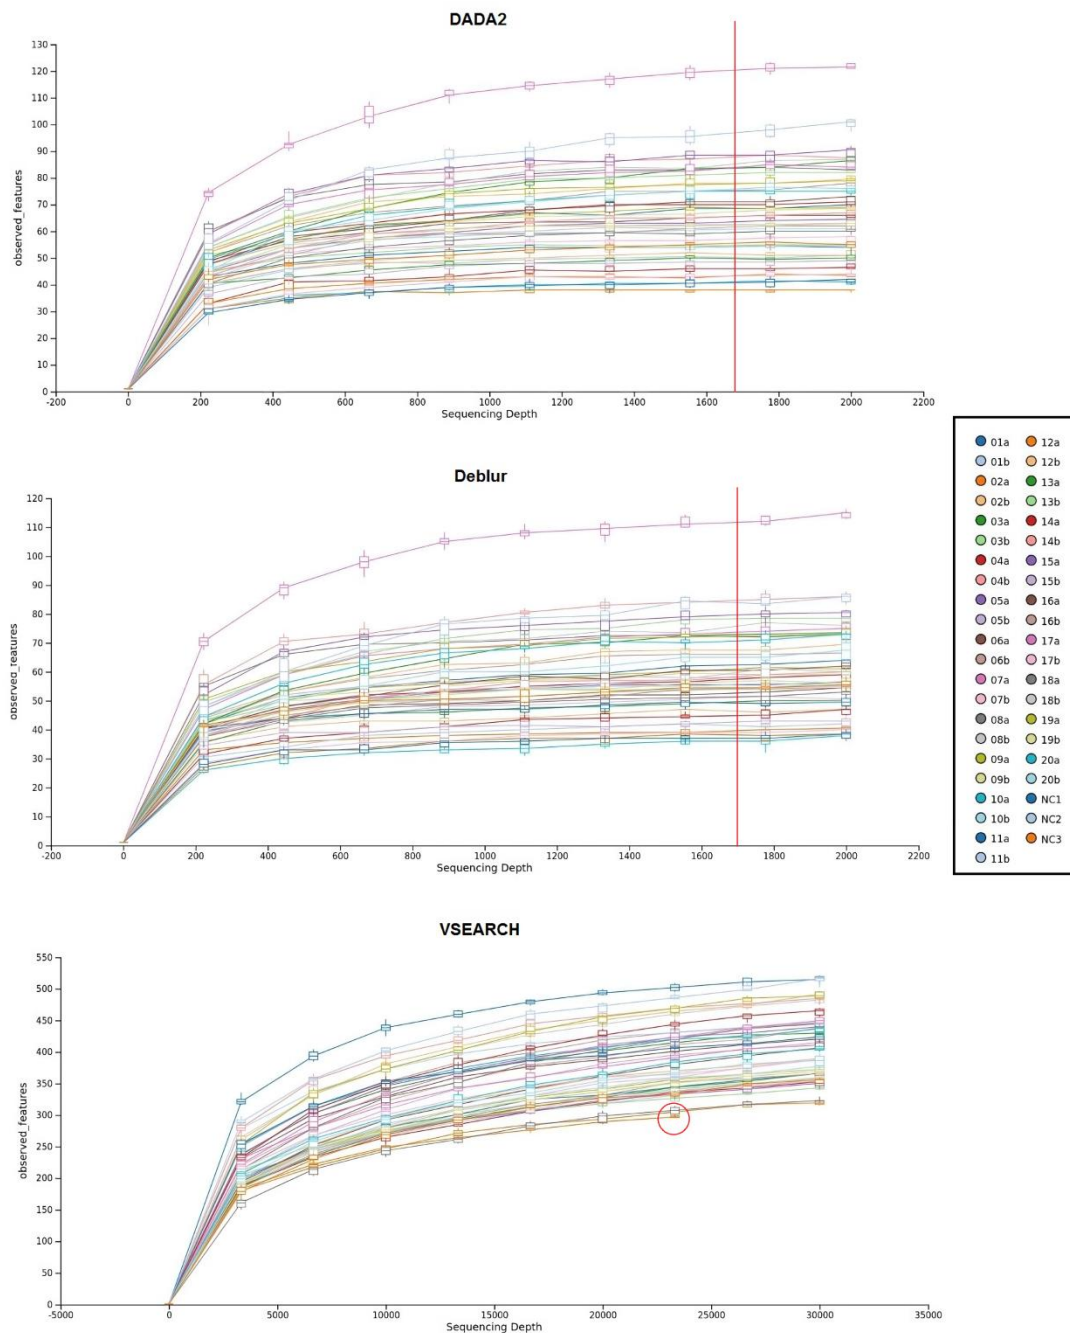 DADA2
130
120
110
100
90
80
70
60
50
40
30
20
10
0
observed_features
-200 0 200 400 600 800 1000 1200 1400 1600 1800 2000 2200
Sequencing Depth
Deblur
120
110
100
90
80
70
60
50
40
30
20
10
0
observed_features
-200 0 200 400 600 800 1000 1200 1400 1600 1800 2000 2200
Sequencing Depth
01a 12a
01b 12b
02a 13a
02b 13b
03a 14a
03b 14b
04a 15a
04b 15b
05a 16a
05b 16b
06a 17a
06b 17b
07a 18a
07b 18b
08a 19a
08b 19b
09a 20a
09b 20b
10a NC1
10b NC2
11a NC3
11b
VSEARCH
550
500
450
400
350
300
250
200
150
100
50
0
observed_features
-5000 0 5000 10000 15000 20000 25000 30000 35000
Sequencing Depth